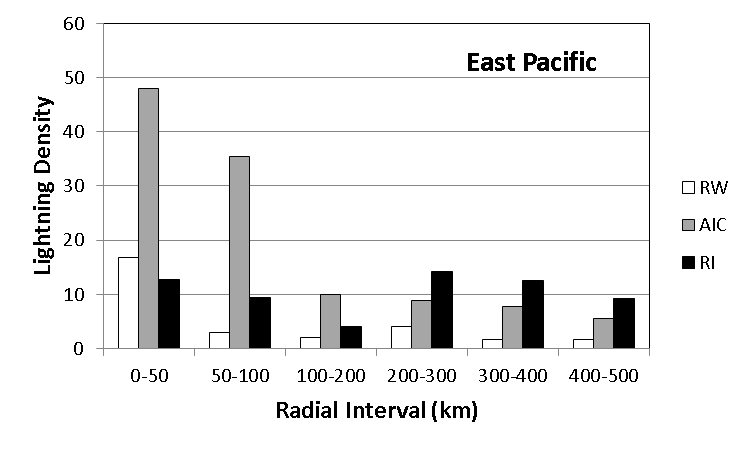 60
East Pacific
50
40
30
20
10
0
Lightning Density
RW
AIC
RI
0-50 50-100 100-200 200-300 300-400 400-500
Radial Interval (km)